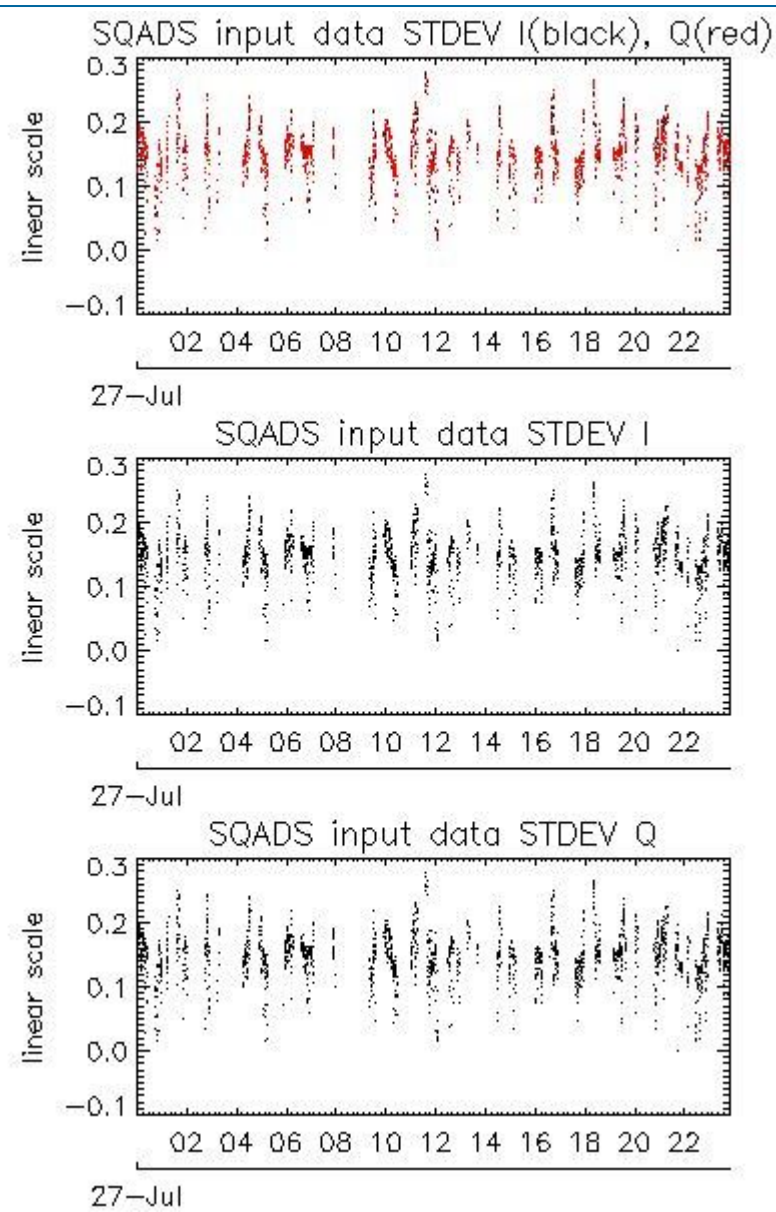 SQADS input data STDEV I(black), Q(red)
0.3
0.2
0.1
0.0
−0.1
linear scale
02 04 06 08 10 12 14 16 18 20 22
27−Jul
SQADS input data STDEV I
0.3
0.2
0.1
0.0
−0.1
linear scale
02 04 06 08 10 12 14 16 18 20 22
27−Jul
SQADS input data STDEV Q
0.3
0.2
0.1
0.0
−0.1
linear scale
02 04 06 08 10 12 14 16 18 20 22
27−Jul